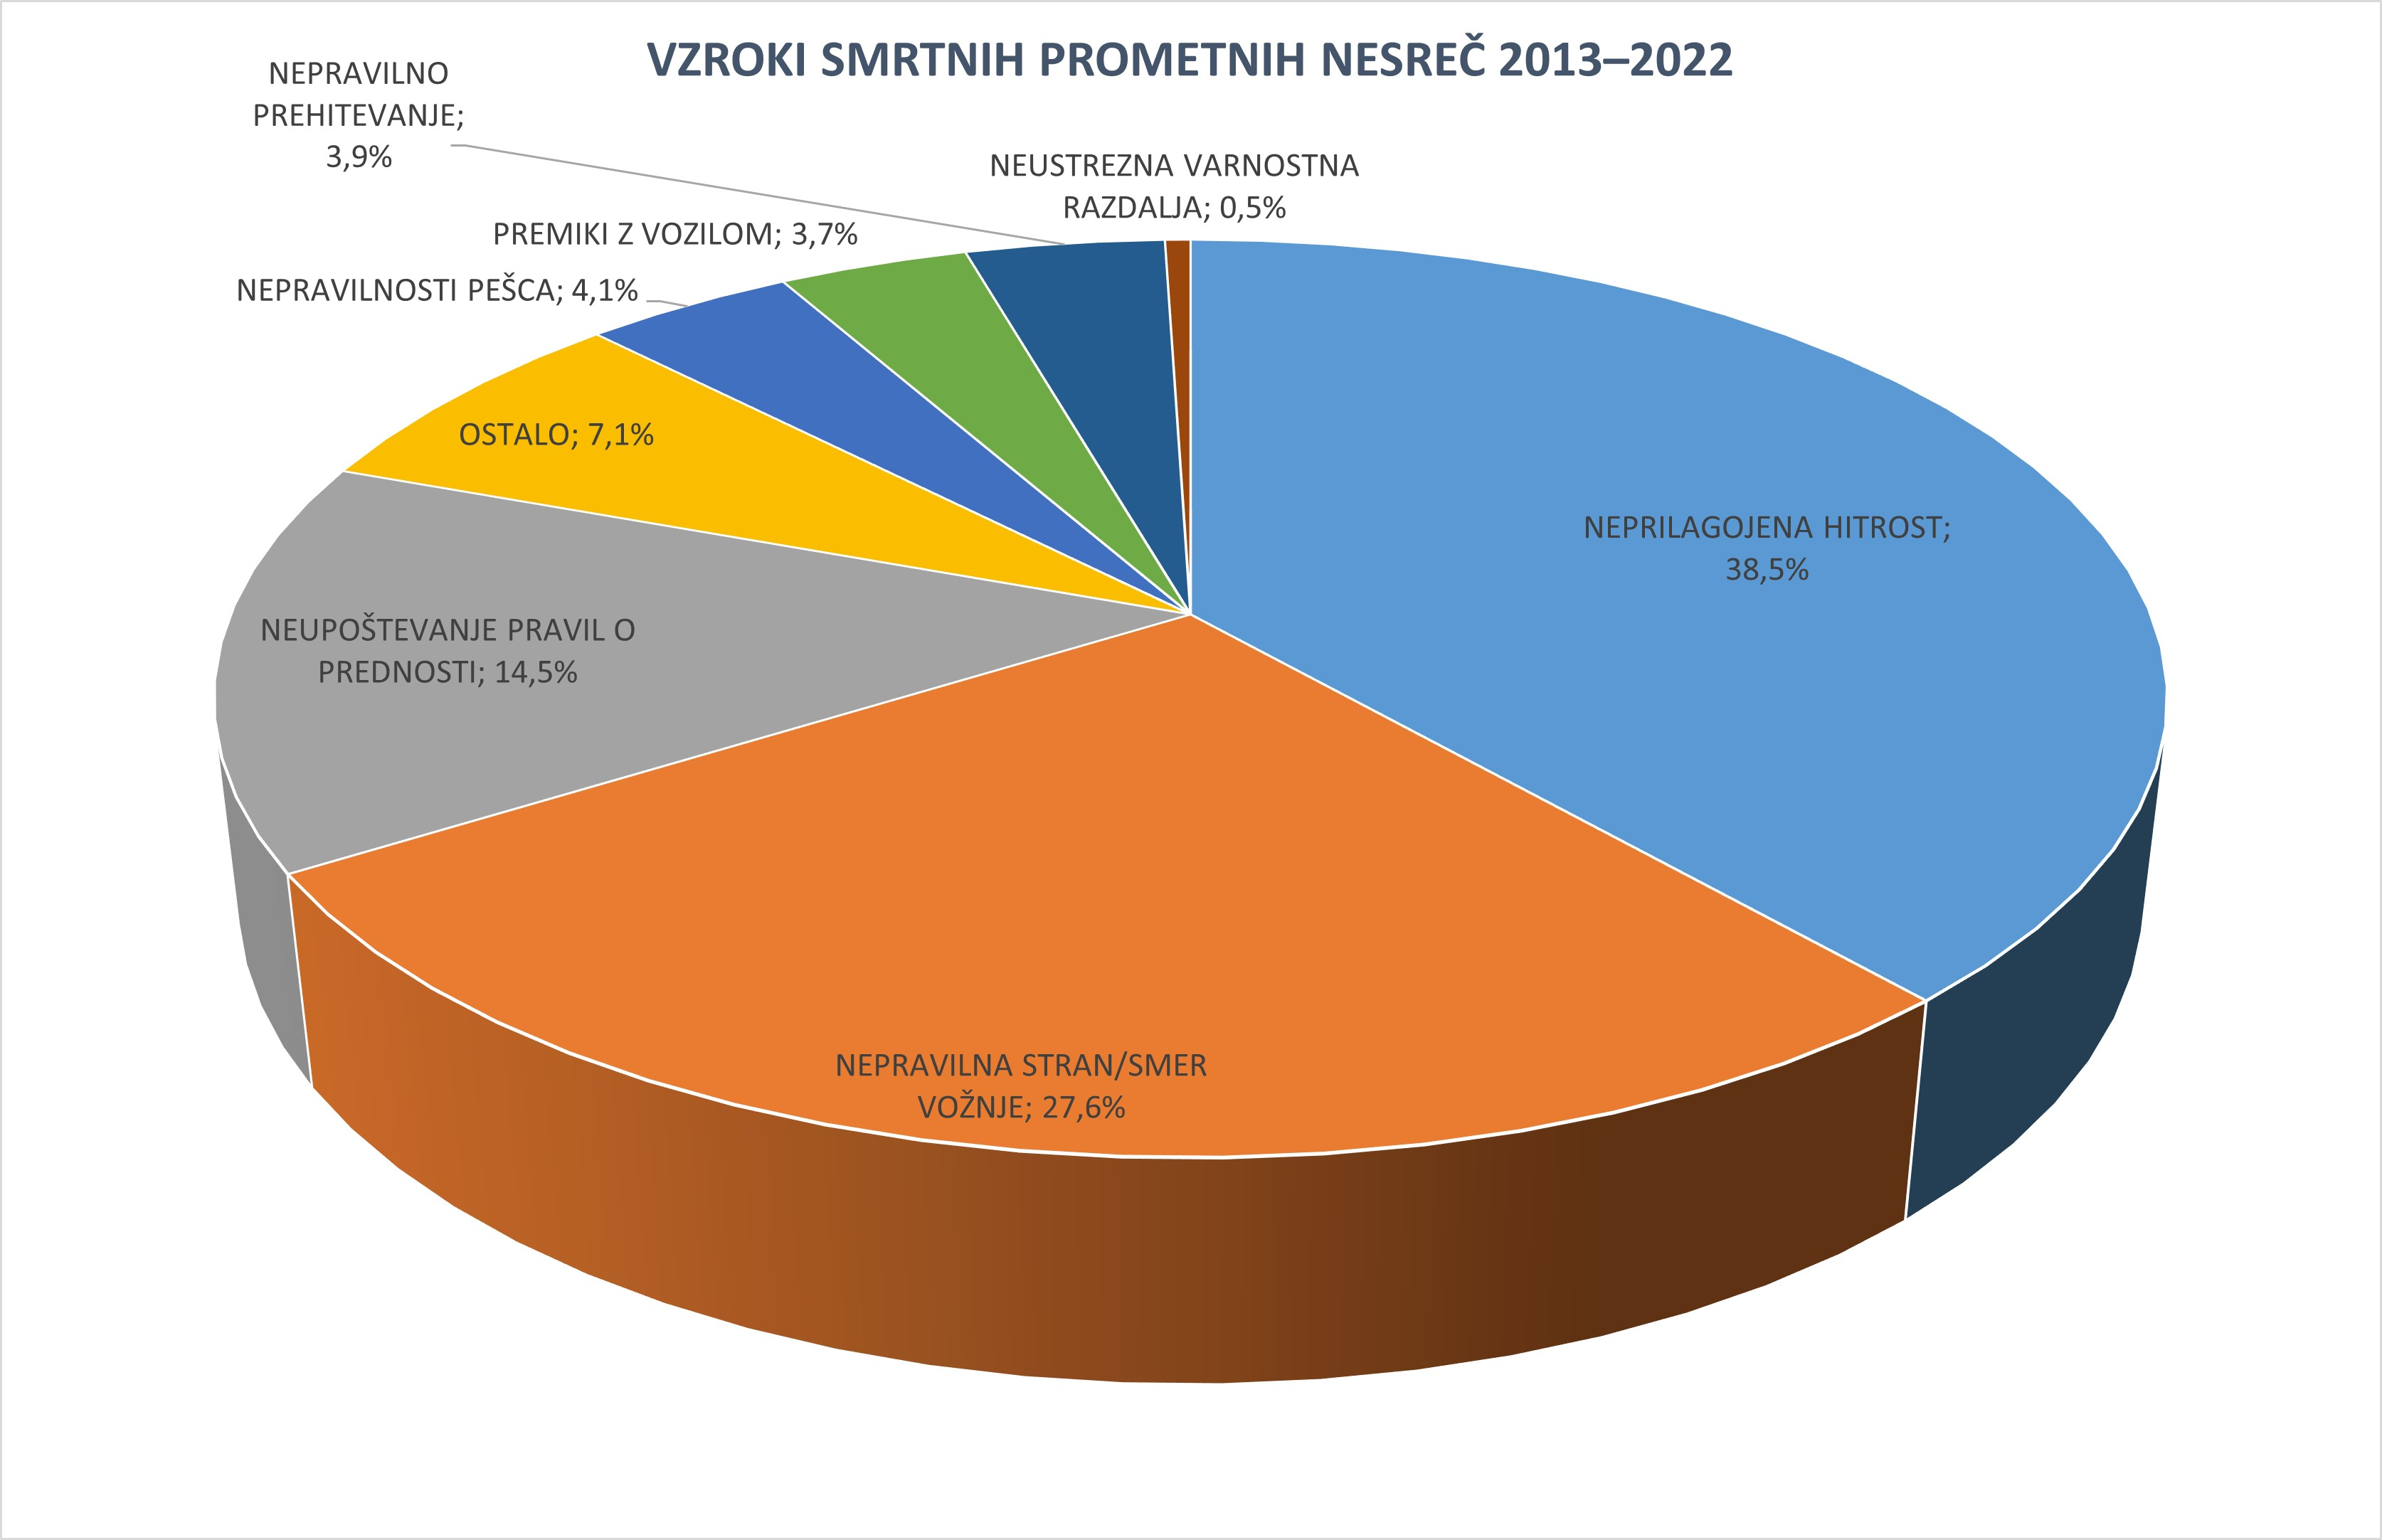 VZROKI SMRTNIH PROMETNIH NESREČ 2013–2022
NEPRAVILNO
PREHITEVANJE;
3,9%
NEUSTREZNA VARNOSTNA
RAZDALJA; 0,5%
PREMIKI Z VOZILOM; 3,7%
NEPRAVILNOSTI PEŠCA; 4,1%
OSTALO; 7,1%
NEPRILAGOJENA HITROST;
38,5%
NEUPOŠTEVANJE PRAVIL O
PREDNOSTI; 14,5%
NEPRAVILNA STRAN/SMER
VOŽNJE; 27,6%